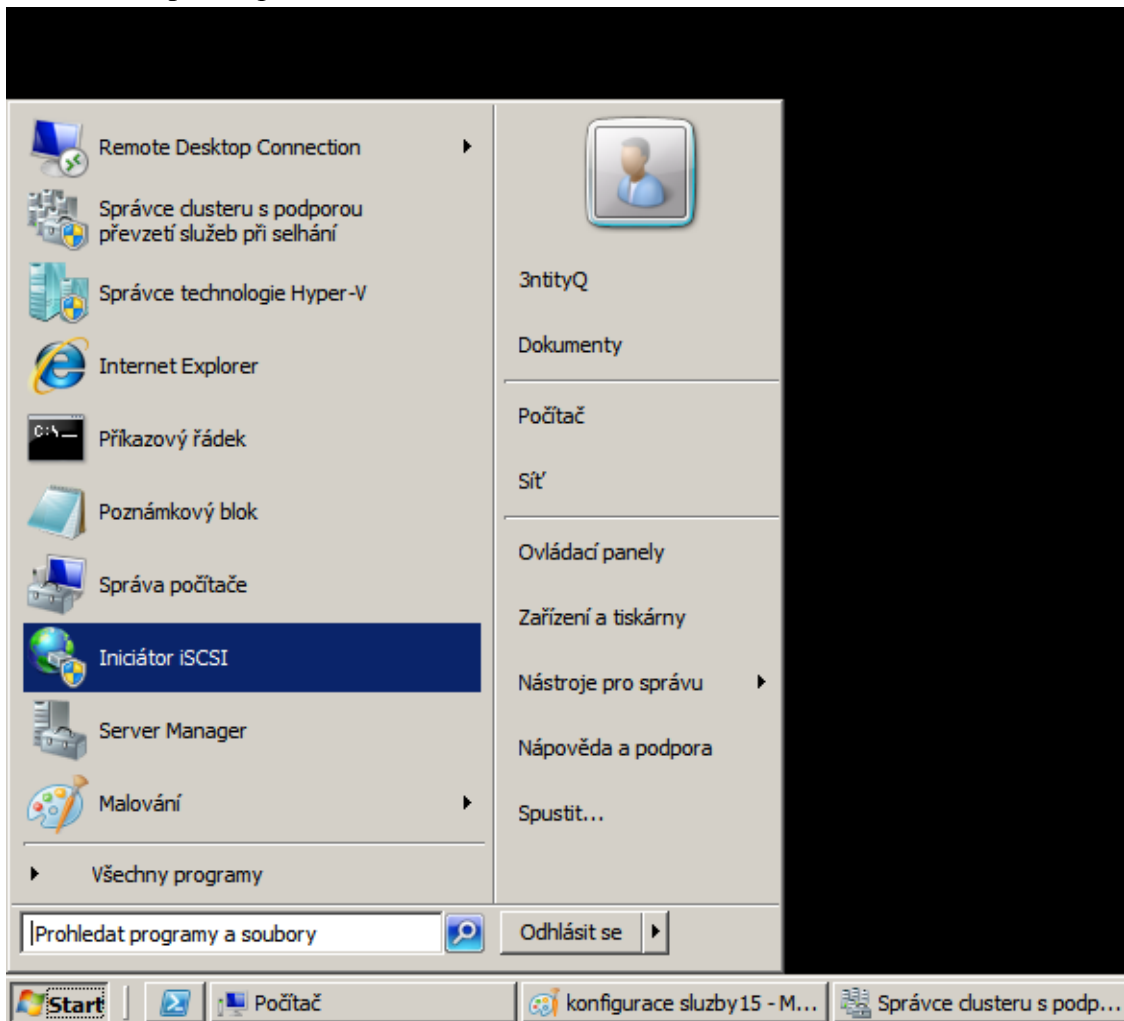 Remote Desktop Connection
Správce clusteru s podporou
převzetí služeb při selhání
Správce technologie Hyper-V
Internet Explorer
C:\_
Příkazový řádek
Poznámkový blok
Správa počítače
Iniciátor iSCSI
Server Manager
Malování
Všechny programy
Prohledat programy a soubory
3ntityQ
Dokumenty
Počítač
Síť
Ovládací panely
Zařízení a tiskárny
Nástroje pro správu
Nápověda a podpora
Spustit...
Odhlásit se
Start
Počítač
konfigurace sluzby15 - M...
Správce clusteru s podp...